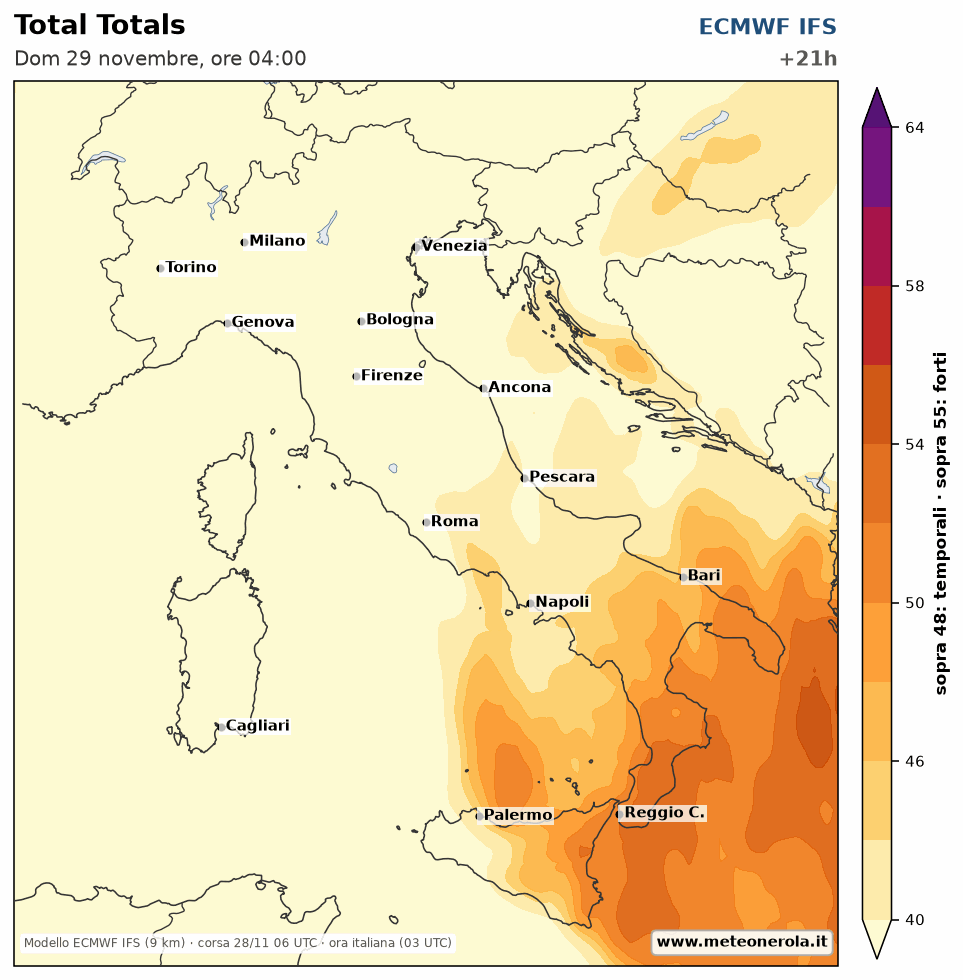 Total Totals
ECMWF IFS
Dom 29 novembre, ore 04:00
+21h
Milano
Venezia
Torino
Genova
Bologna
Firenze
Ancona
Pescara
Roma
Bari
Napoli
Cagliari
Palermo
Reggio C.
64
58
54
50
46
40
sopra 48: temporali · sopra 55: forti
Modello ECMWF IFS (9 km) · corsa 28/11 06 UTC · ora italiana (03 UTC)
www.meteonerola.it